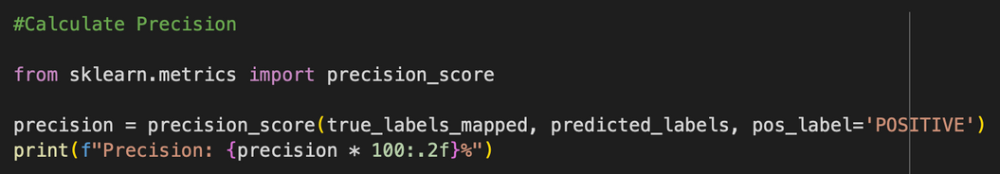 #Calculate Precision
from sklearn.metrics import precision_score
precision = precision_score(true_labels_mapped, predicted_labels, pos_label='POSITIVE')
print(f"Precision: {precision * 100:.2f}%")